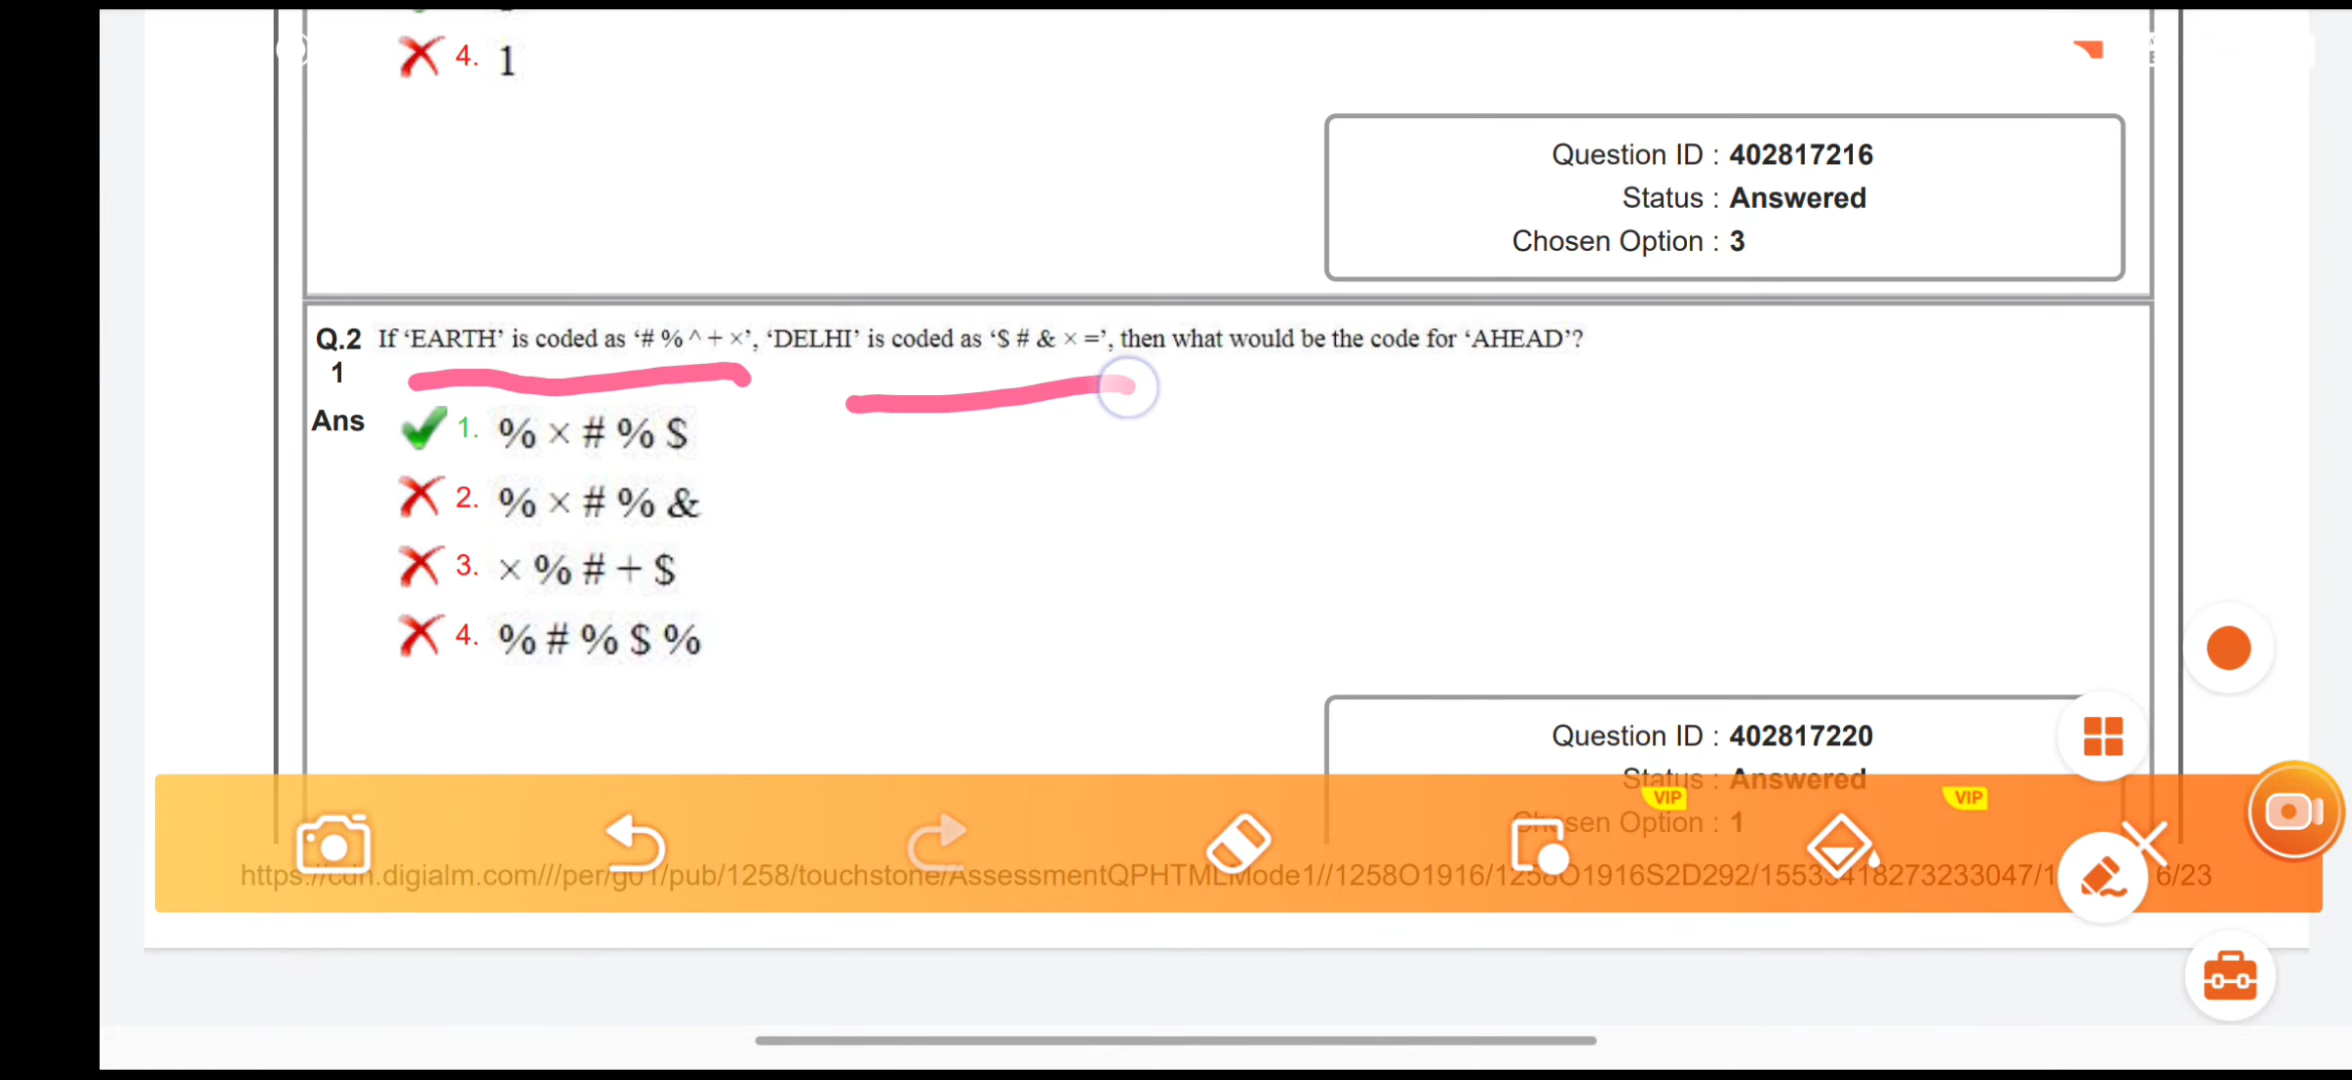 4. 1
Question ID : 402817216
Status : Answered
Chosen Option : 3
Q.2 If ‘EARTH’ is coded as ‘# % ^ + ×’, ‘DELHI’ is coded as ‘$ # & × =’, then what would be the code for ‘AHEAD’?
1
Ans 1. % × # % $
2. % × # % &
3. × % # + $
4. % # % $ %
Question ID : 402817220
Status : Answered
VIP VIP
Chosen Option : 1
6/23